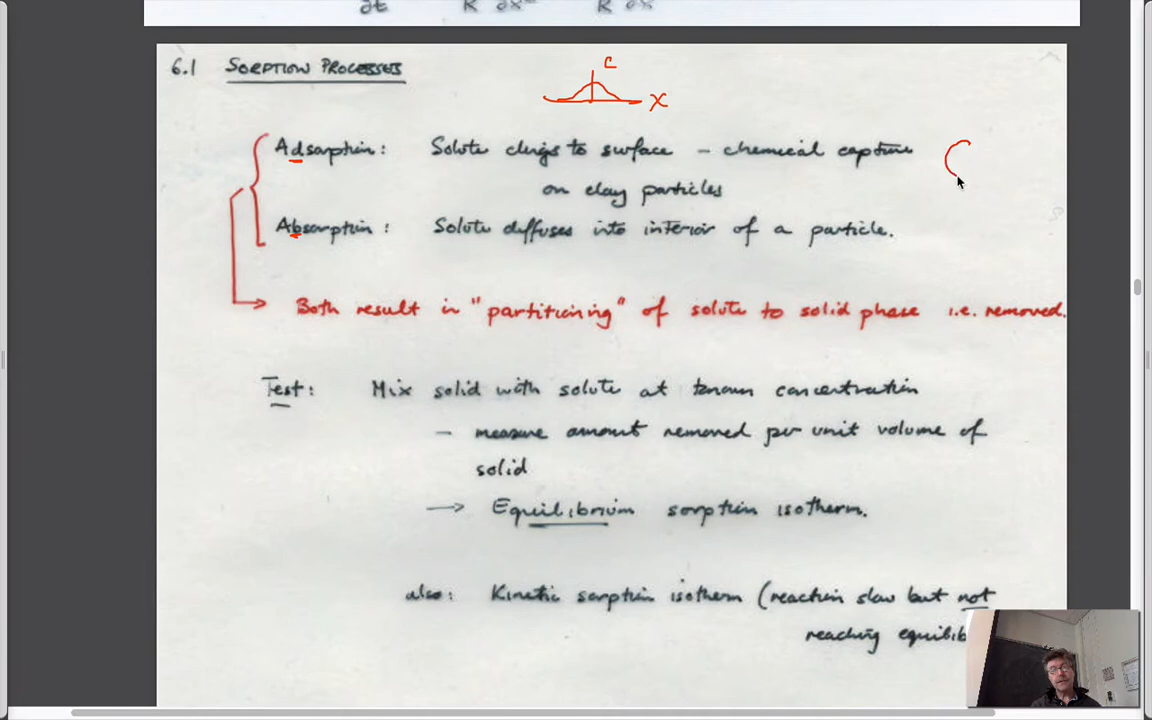 ∂t R ∂x² R ∂x
6.1 SORPTION PROCESSES
C
x
Adsorption: Solute clings to surface - chemical capture
on clay particles
Absorption: Solute diffuses into interior of a particle.
Both result in "partitioning" of solute to solid phase i.e. removed.
Test: Mix solid with solute at known concentration
- measure amount removed per unit volume of
solid
→ Equilibrium sorption isotherm.
also: Kinetic sorption isotherm (reaction slow but not
reaching equilib